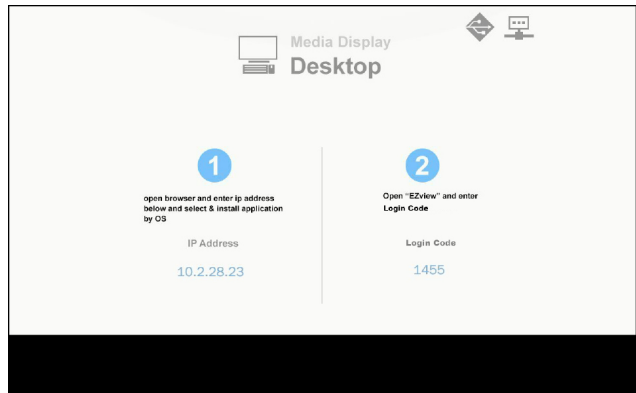 Media Display
Desktop
1
open browser and enter ip address
below and select & install application
by OS
IP Address
10.2.28.23
2
Open "EZview" and enter
Login Code
Login Code
1455